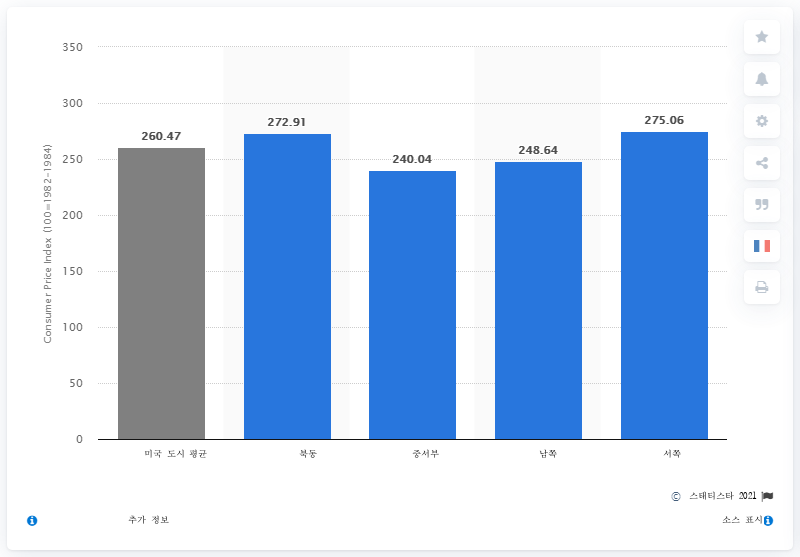 350
300
250
200
150
100
50
0
Consumer Price Index (100=1982-1984)
260.47
272.91
240.04
248.64
275.06
미국 도시 평균
북동
중서부
남쪽
서쪽
© 스태티스타 2021
추가 정보
소스 표시